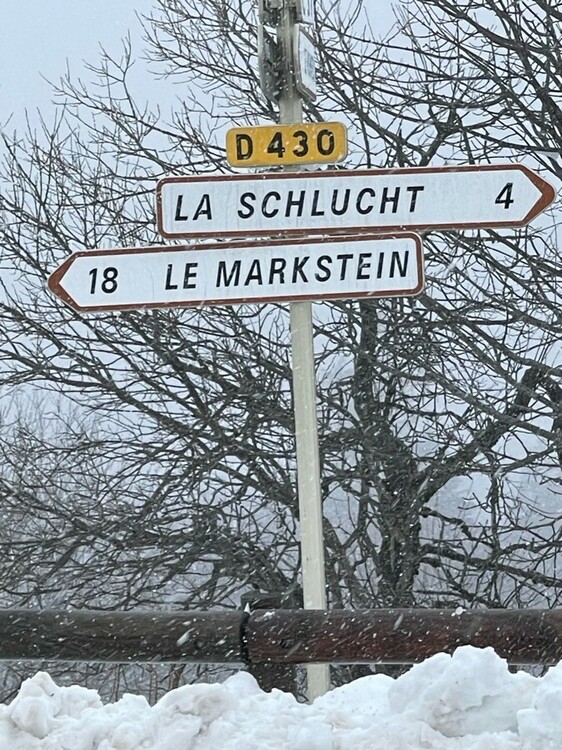 D 430
LA SCHLUCHT 4
18 LE MARKSTEIN